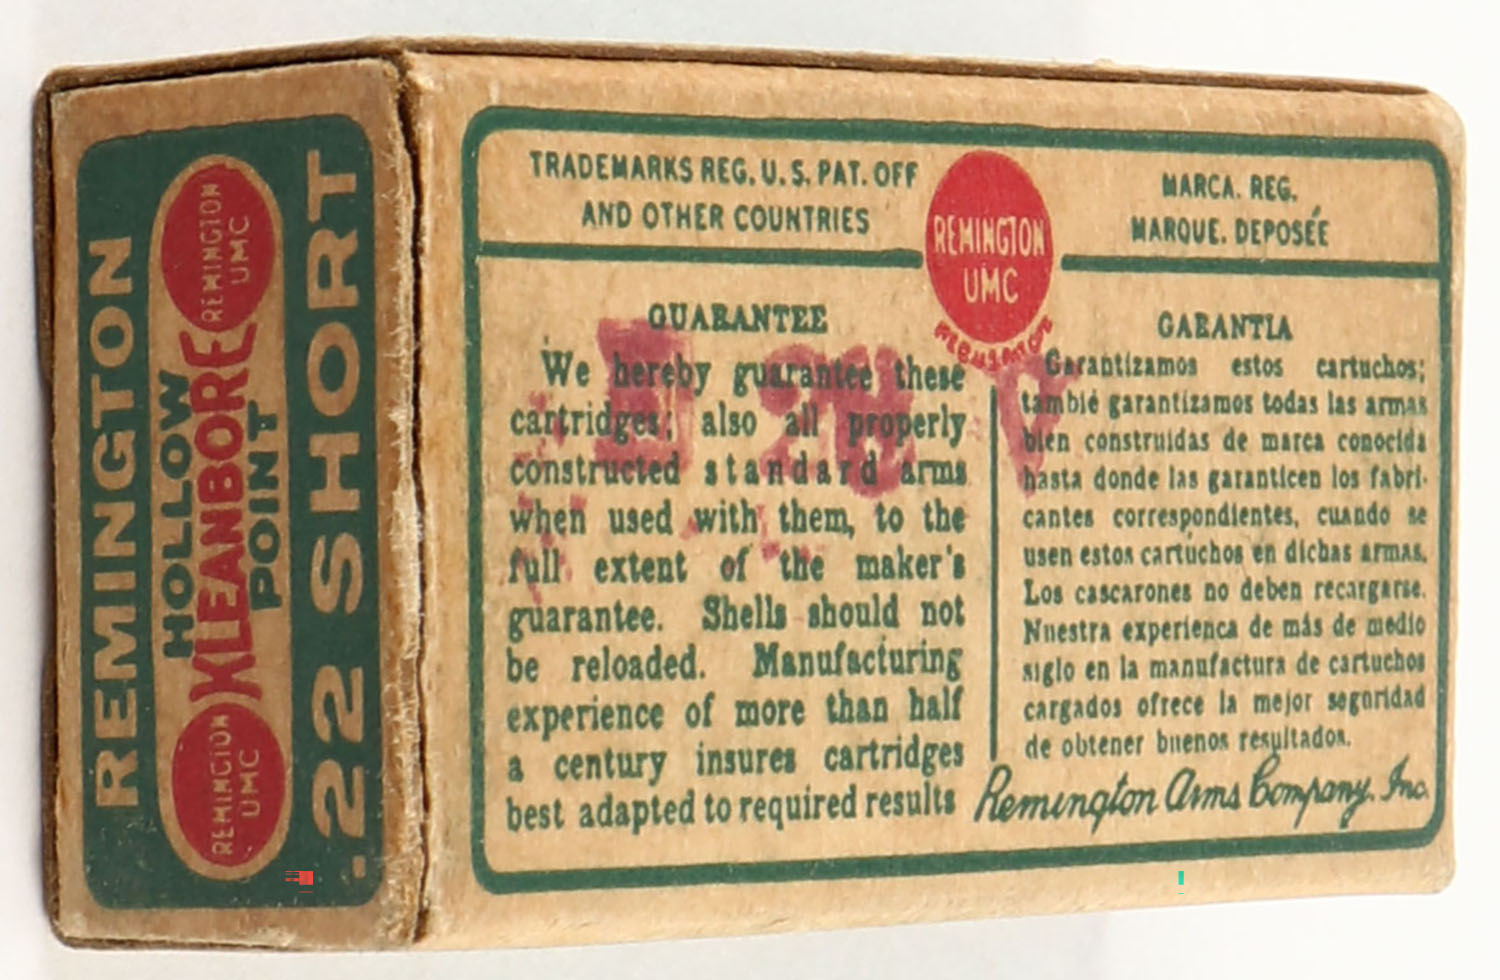 REMINGTON
HOLLOW
KLEANBORE
POINT
REMINGTON
UMC
REMINGTON
UMC
.22 SHORT
TRADEMARKS REG. U. S. PAT. OFF
AND OTHER COUNTRIES
REMINGTON
UMC
MARCA. REG.
MARQUE. DEPOSÉE
GUARANTEE
We hereby guarantee these
cartridges; also all properly
constructed standard arms
when used with them, to the
full extent of the maker's
guarantee. Shells should not
be reloaded. Manufacturing
experience of more than half
a century insures cartridges
best adapted to required results
GARANTIA
Garantizamos estos cartuchos;
tambié garantizamos todas las armas
bien construidas de marca conocida
hasta donde las garanticen los fabri-
cantes correspondientes, cuando se
usen estos cartuchos en dichas armas.
Los cascarones no deben recargarse.
Nuestra experienca de más de medio
siglo en la manufactura de cartuchos
cargados ofrece la mejor seguridad
de obtener buenos resultados.
Remington Arms Company, Inc.